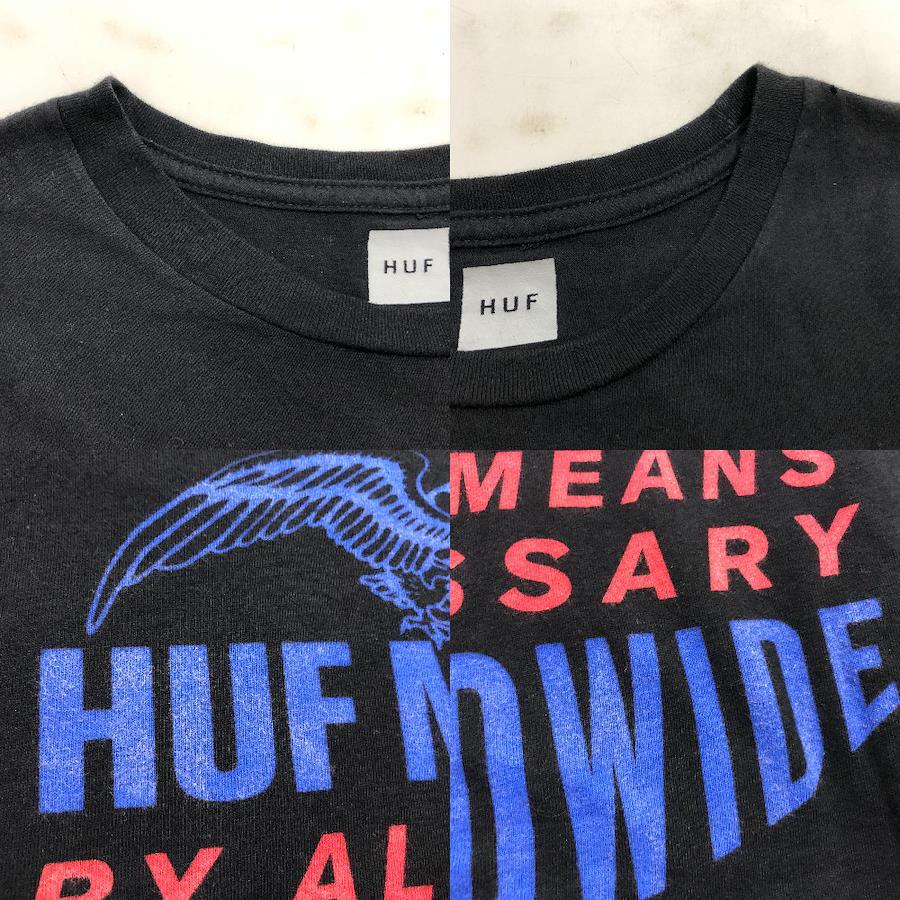 HUF
HUF
HUF
BY AL
MEANS
SSARY
DWIDE